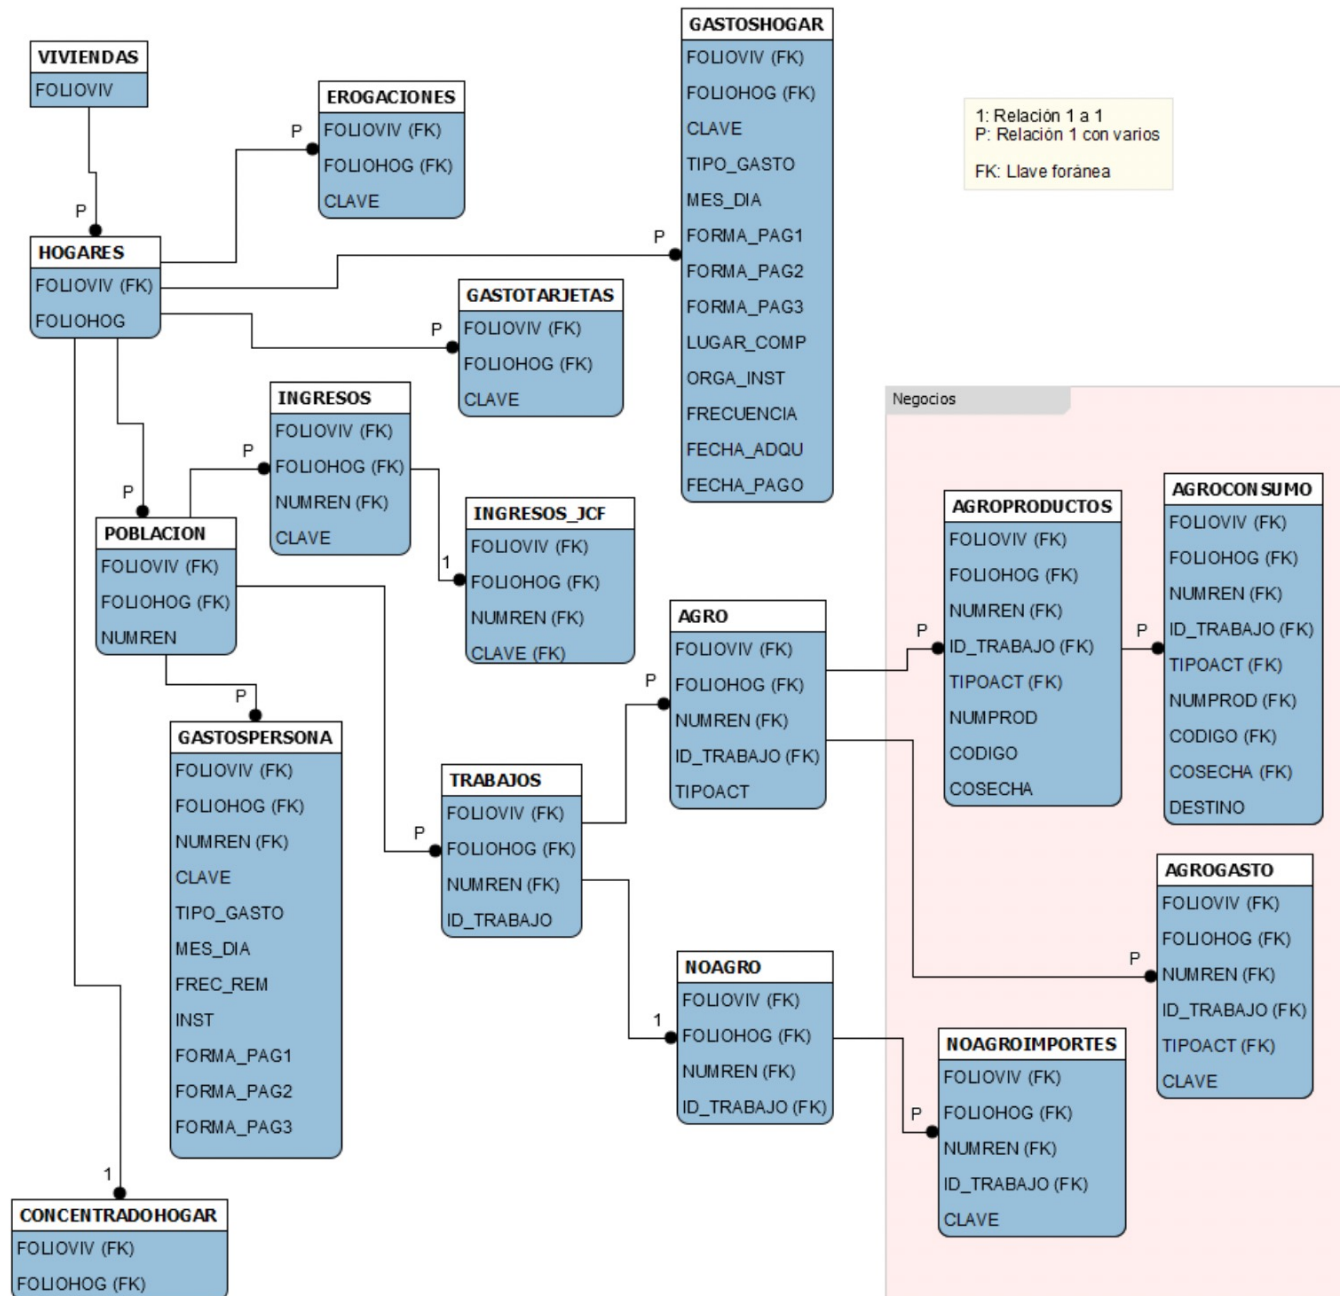 VIVIENDAS
FOLIOVIV
P
HOGARES
FOLIOVIV (FK)
FOLIOHOG
P
EROGACIONES
FOLIOVIV (FK)
FOLIOHOG (FK)
CLAVE
P
GASTOSHOGAR
FOLIOVIV (FK)
FOLIOHOG (FK)
CLAVE
TIPO_GASTO
MES_DIA
FORMA_PAG1
FORMA_PAG2
FORMA_PAG3
LUGAR_COMP
ORGA_INST
FRECUENCIA
FECHA_ADQU
FECHA_PAGO
1: Relación 1 a 1
P: Relación 1 con varios
FK: Llave foránea
P
GASTOTARJETAS
FOLIOVIV (FK)
FOLIOHOG (FK)
CLAVE
P
INGRESOS
FOLIOVIV (FK)
FOLIOHOG (FK)
NUMREN (FK)
CLAVE
1
INGRESOS_JCF
FOLIOVIV (FK)
FOLIOHOG (FK)
NUMREN (FK)
CLAVE (FK)
P
POBLACION
FOLIOVIV (FK)
FOLIOHOG (FK)
NUMREN
P
GASTOSPERSONA
FOLIOVIV (FK)
FOLIOHOG (FK)
NUMREN (FK)
CLAVE
TIPO_GASTO
MES_DIA
FREC_REM
INST
FORMA_PAG1
FORMA_PAG2
FORMA_PAG3
P
TRABAJOS
FOLIOVIV (FK)
FOLIOHOG (FK)
NUMREN (FK)
ID_TRABAJO
P
AGRO
FOLIOVIV (FK)
FOLIOHOG (FK)
NUMREN (FK)
ID_TRABAJO (FK)
TIPOACT
1
NOAGRO
FOLIOVIV (FK)
FOLIOHOG (FK)
NUMREN (FK)
ID_TRABAJO (FK)
Negocios
P
AGROPRODUCTOS
FOLIOVIV (FK)
FOLIOHOG (FK)
NUMREN (FK)
ID_TRABAJO (FK)
TIPOACT (FK)
NUMPROD
CODIGO
COSECHA
P
AGROCONSUMO
FOLIOVIV (FK)
FOLIOHOG (FK)
NUMREN (FK)
ID_TRABAJO (FK)
TIPOACT (FK)
NUMPROD (FK)
CODIGO (FK)
COSECHA (FK)
DESTINO
P
AGROGASTO
FOLIOVIV (FK)
FOLIOHOG (FK)
NUMREN (FK)
ID_TRABAJO (FK)
TIPOACT (FK)
CLAVE
P
NOAGROIMPORTES
FOLIOVIV (FK)
FOLIOHOG (FK)
NUMREN (FK)
ID_TRABAJO (FK)
CLAVE
1
CONCENTRADOHOGAR
FOLIOVIV (FK)
FOLIOHOG (FK)